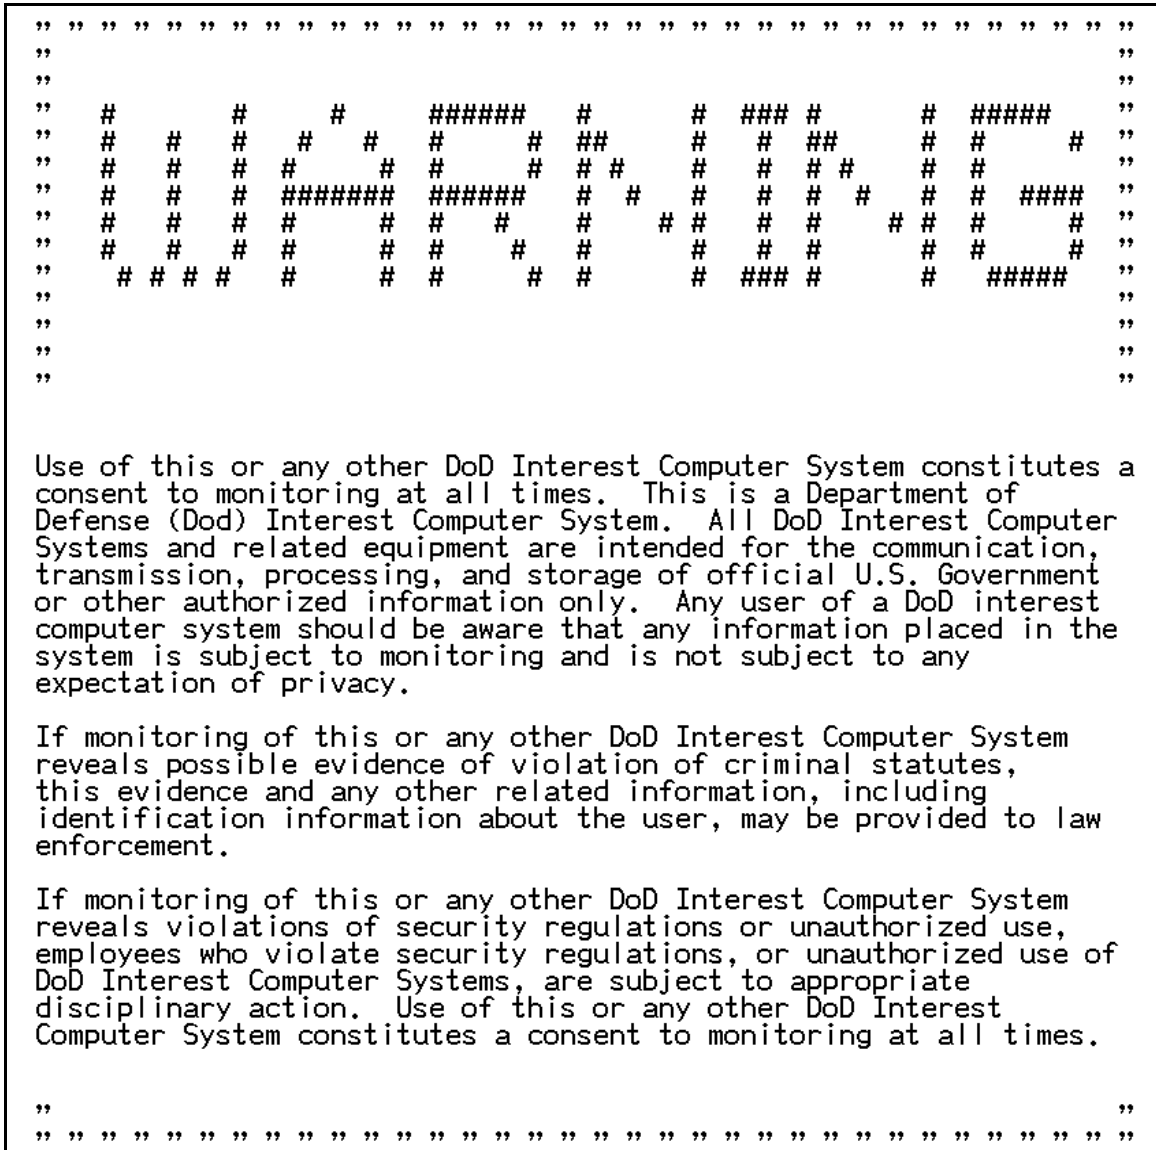 WARNING
Use of this or any other DoD Interest Computer System constitutes a
consent to monitoring at all times.  This is a Department of
Defense (Dod) Interest Computer System.  All DoD Interest Computer
Systems and related equipment are intended for the communication,
transmission, processing, and storage of official U.S. Government
or other authorized information only.  Any user of a DoD interest
computer system should be aware that any information placed in the
system is subject to monitoring and is not subject to any
expectation of privacy.
If monitoring of this or any other DoD Interest Computer System
reveals possible evidence of violation of criminal statutes,
this evidence and any other related information, including
identification information about the user, may be provided to law
enforcement.
If monitoring of this or any other DoD Interest Computer System
reveals violations of security regulations or unauthorized use,
employees who violate security regulations, or unauthorized use of
DoD Interest Computer Systems, are subject to appropriate
disciplinary action.  Use of this or any other DoD Interest
Computer System constitutes a consent to monitoring at all times.